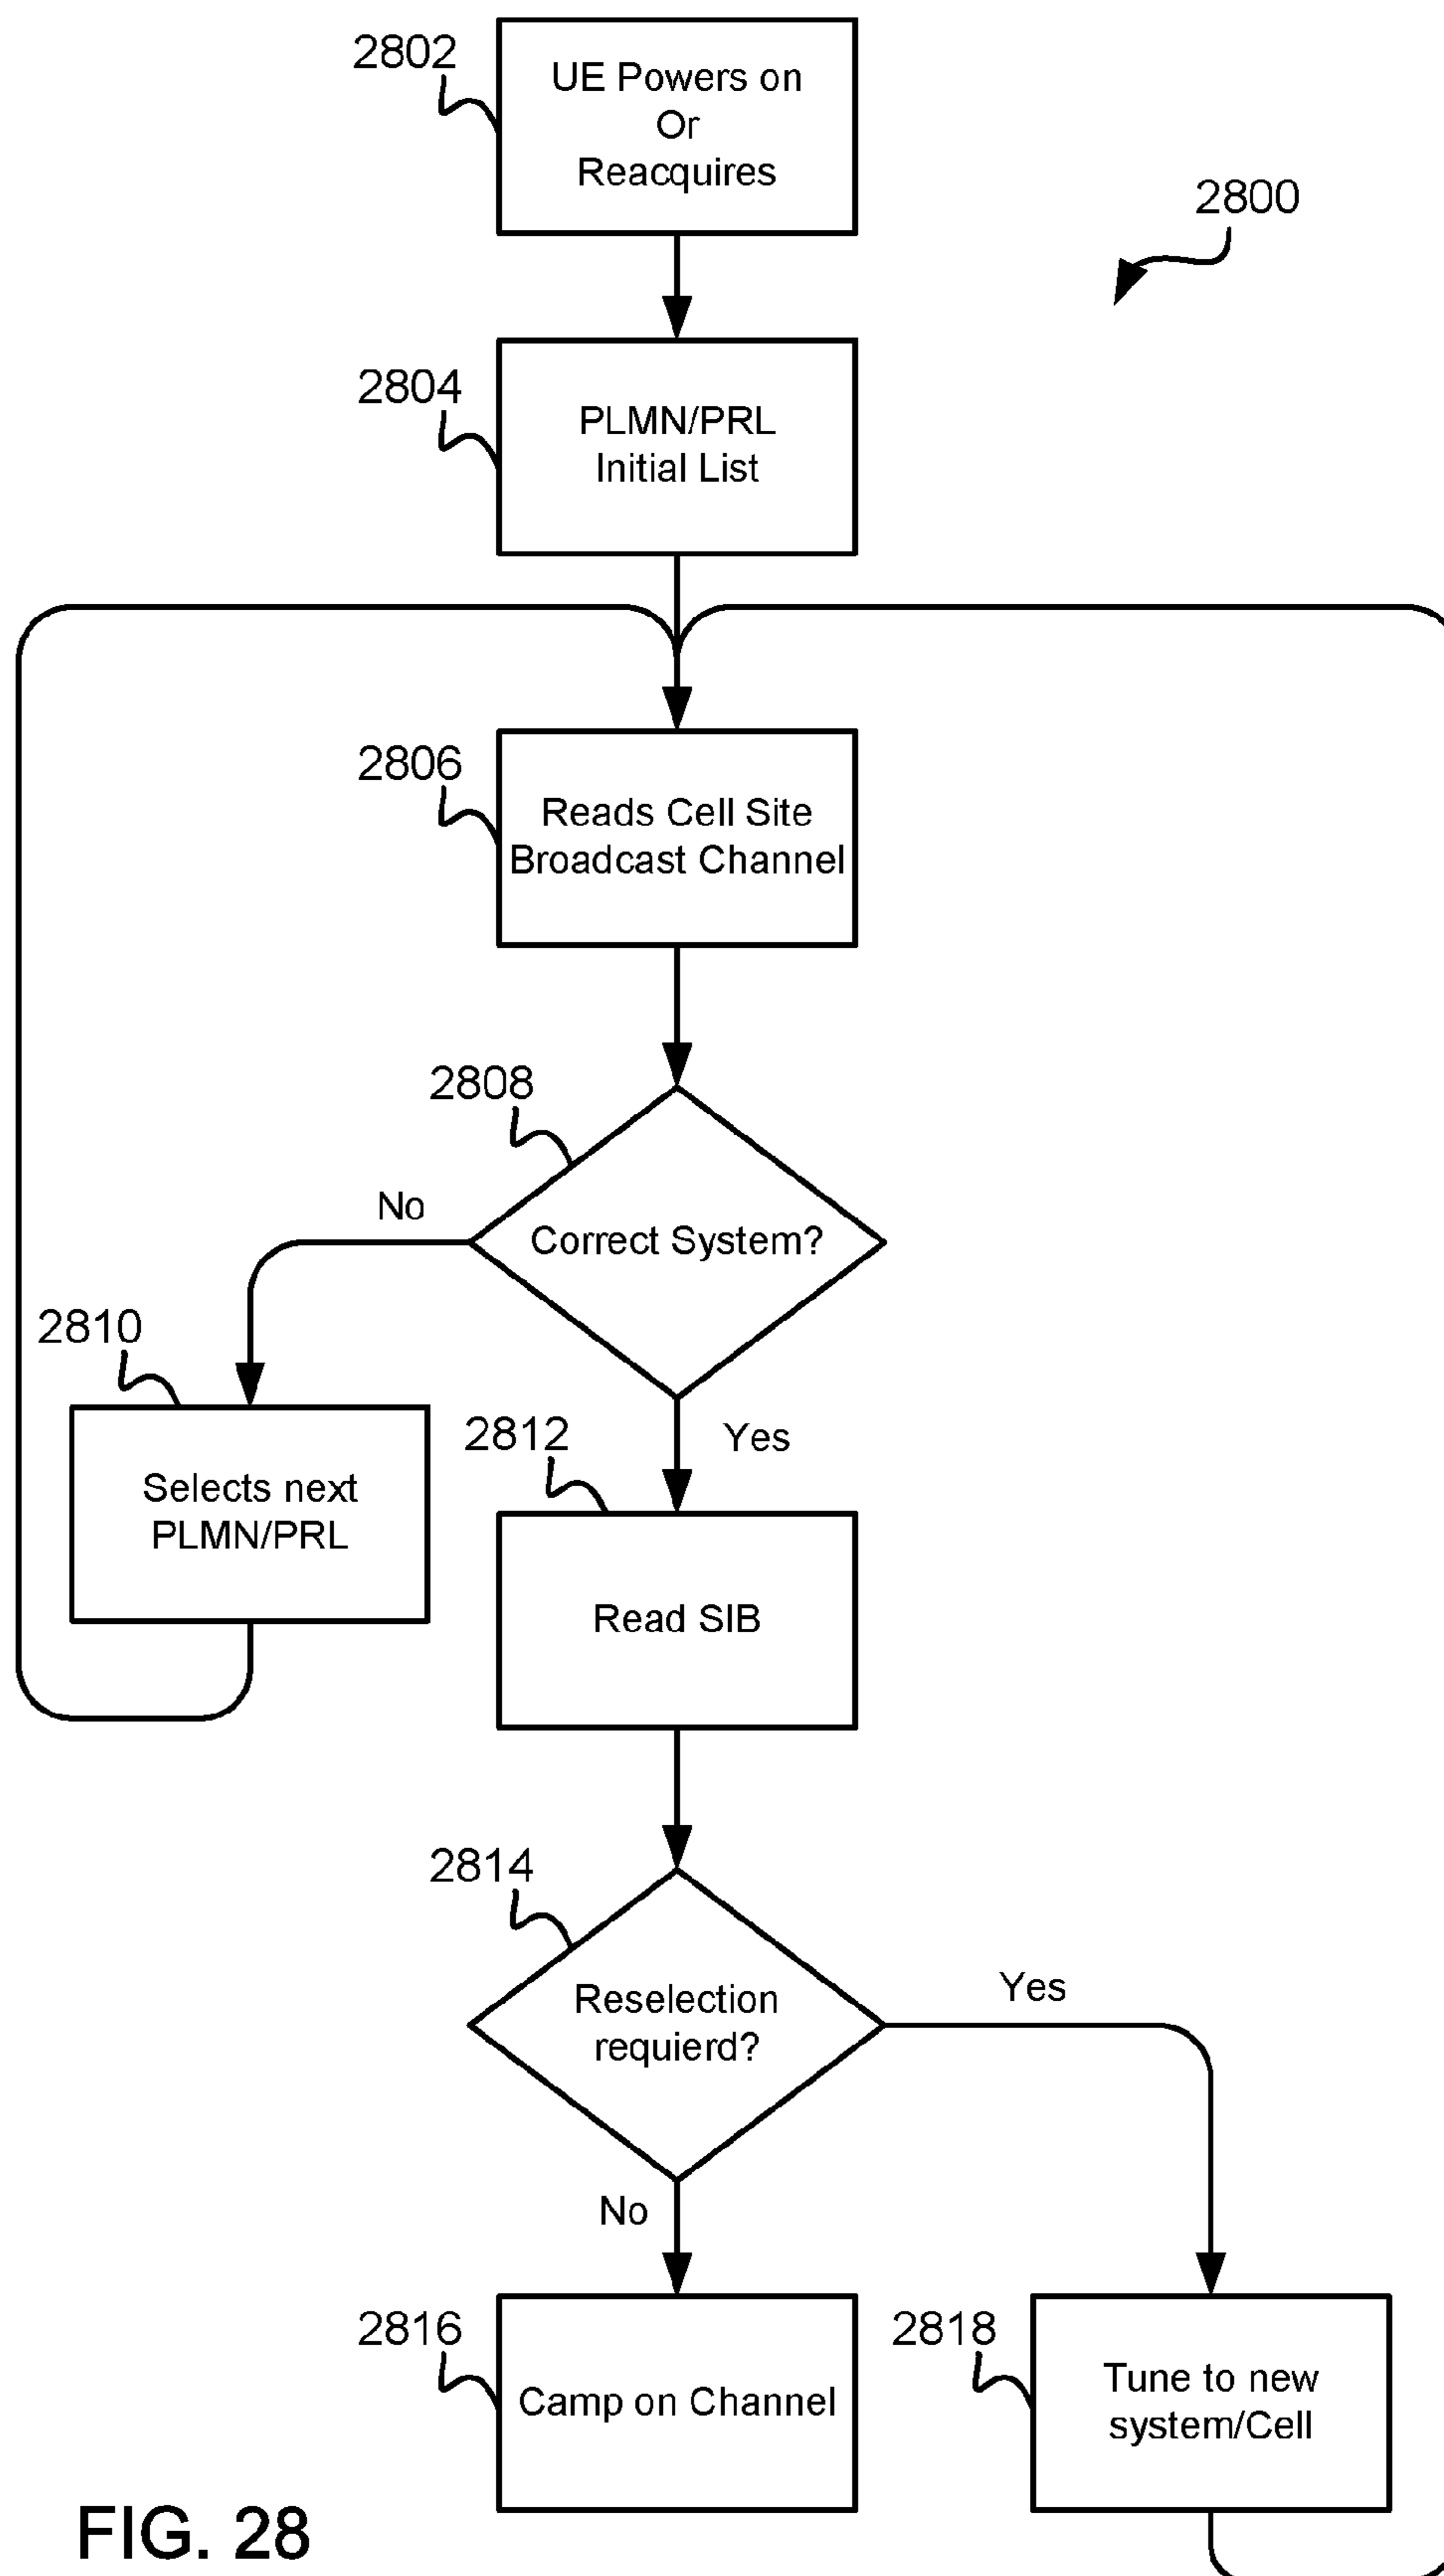 2802
UE Powers on
Or
Reacquires
2800
2804
PLMN/PRL
Initial List
2806
Reads Cell Site
Broadcast Channel
2808
Correct System?
No
2810
Selects next
PLMN/PRL
Yes
2812
Read SIB
2814
Reselection
requierd?
Yes
No
2816
Camp on Channel
2818
Tune to new
system/Cell
FIG. 28